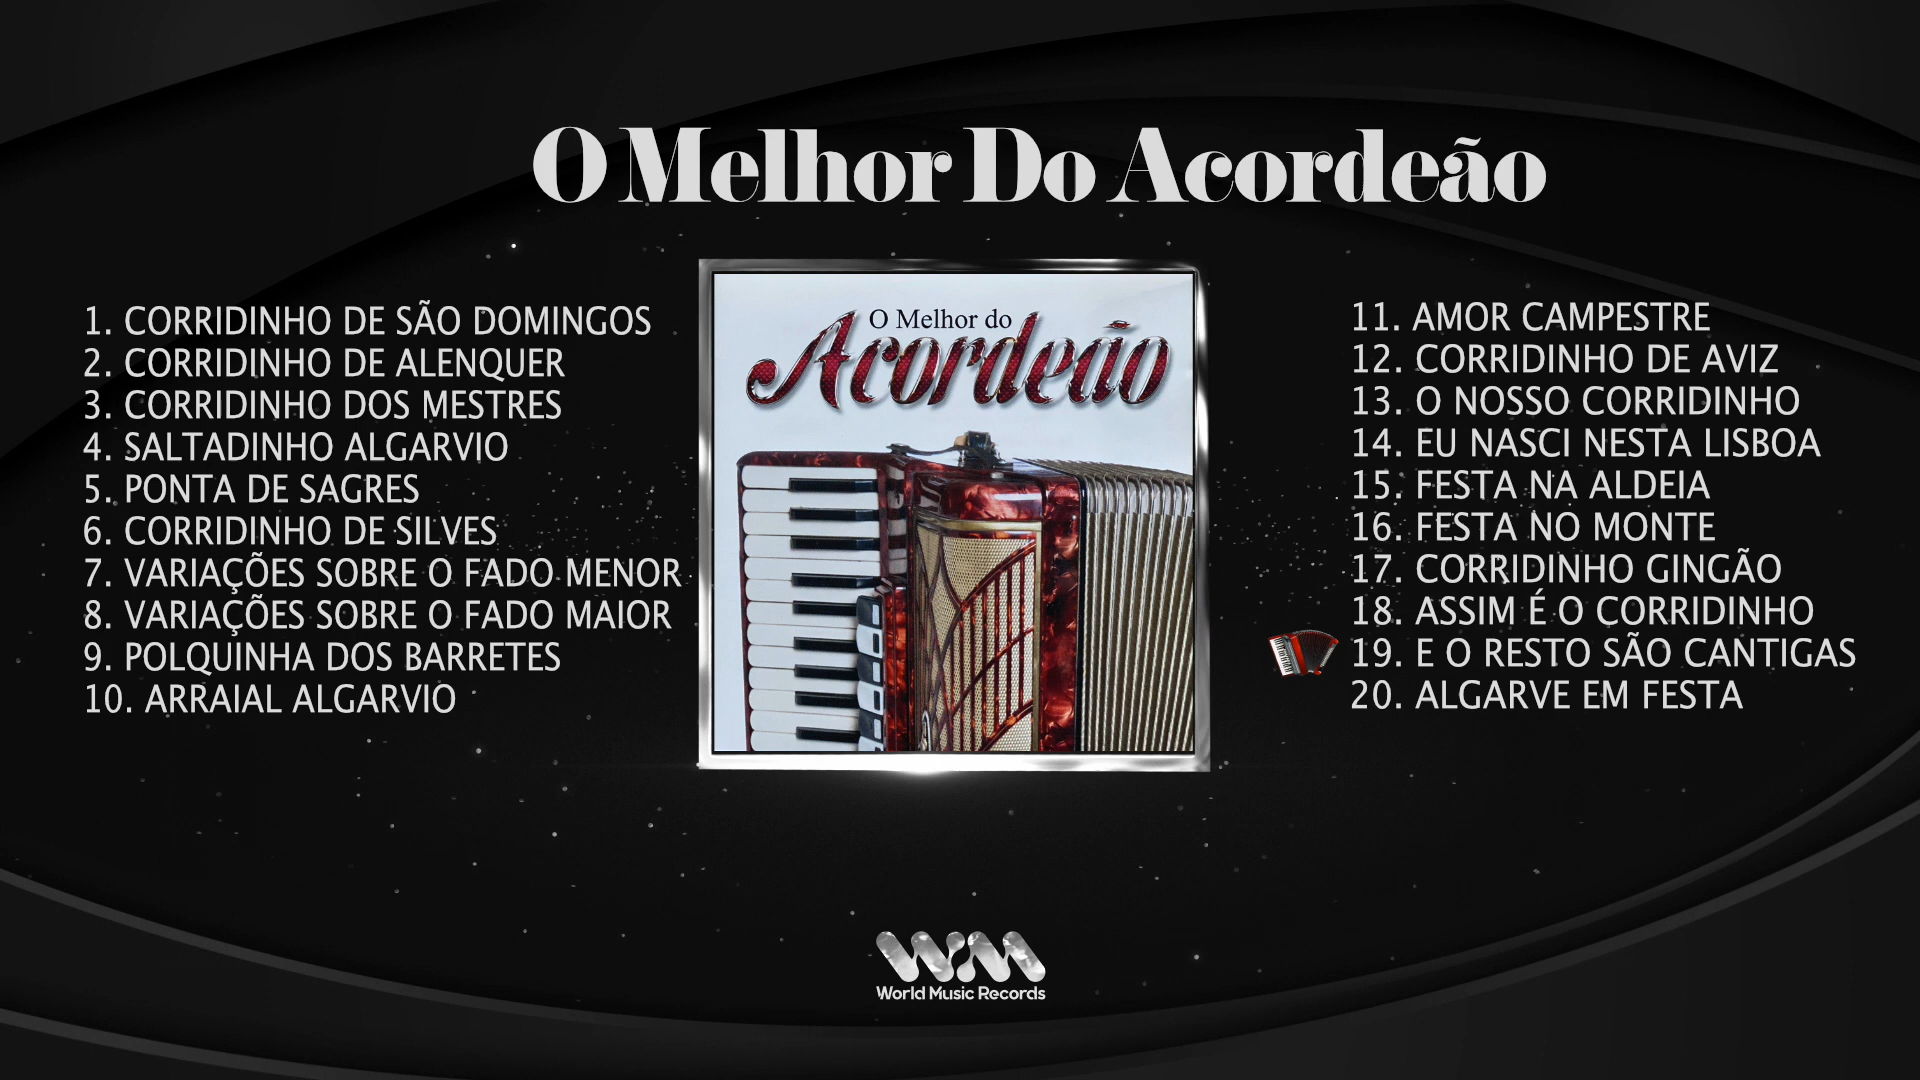 O Melhor Do Acordeão
1. CORRIDINHO DE SÃO DOMINGOS
2. CORRIDINHO DE ALENQUER
3. CORRIDINHO DOS MESTRES
4. SALTADINHO ALGARVIO
5. PONTA DE SAGRES
6. CORRIDINHO DE SILVES
7. VARIAÇÕES SOBRE O FADO MENOR
8. VARIAÇÕES SOBRE O FADO MAIOR
9. POLQUINHA DOS BARRETES
10. ARRAIAL ALGARVIO
O Melhor do
Acordeão
11. AMOR CAMPESTRE
12. CORRIDINHO DE AVIZ
13. O NOSSO CORRIDINHO
14. EU NASCI NESTA LISBOA
15. FESTA NA ALDEIA
16. FESTA NO MONTE
17. CORRIDINHO GINGÃO
18. ASSIM É O CORRIDINHO
19. E O RESTO SÃO CANTIGAS
20. ALGARVE EM FESTA
WM
World Music Records